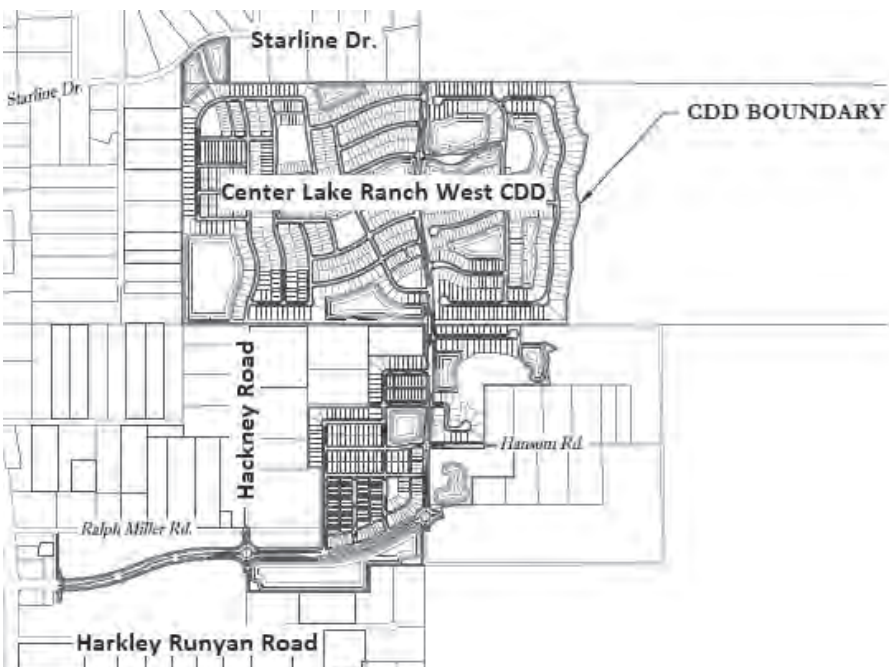 Starline Dr.
Starline Dr.
CDD BOUNDARY
Center Lake Ranch West CDD
Hackney Road
Hansom Rd.
Ralph Miller Rd.
Harkley Runyan Road